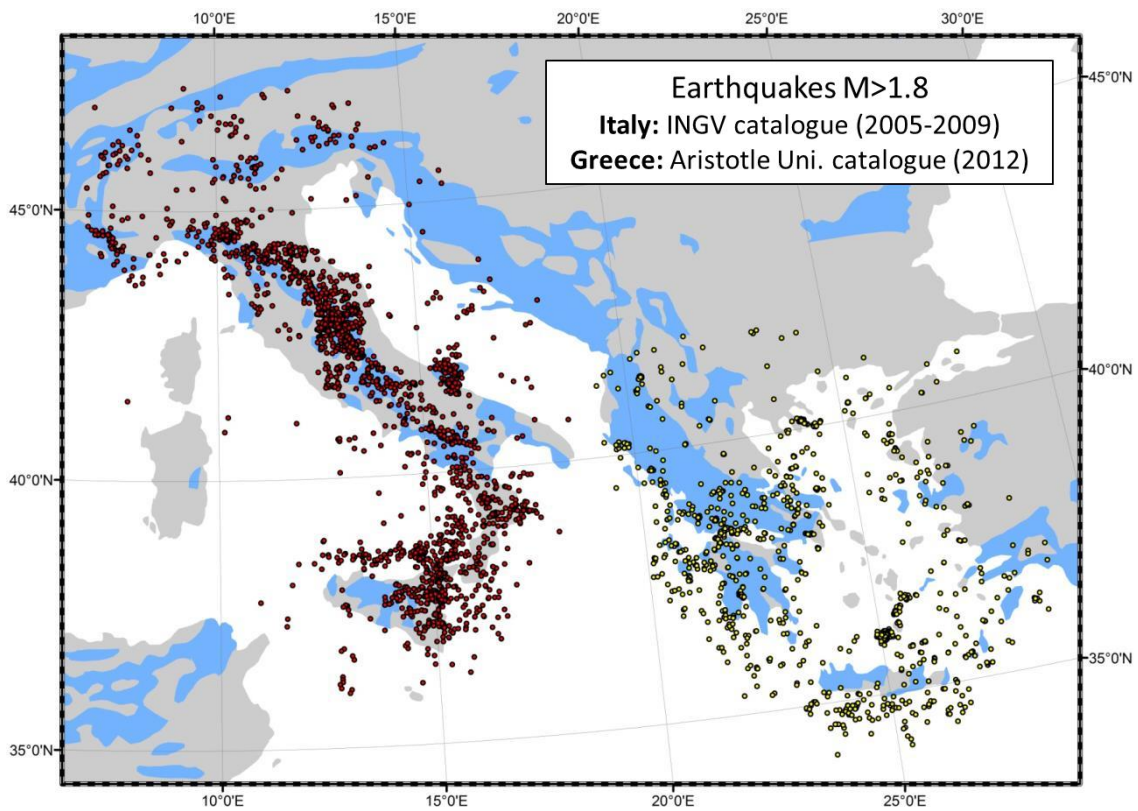 10°0'E 15°0'E 20°0'E 25°0'E 30°0'E
Earthquakes M>1.8
Italy: INGV catalogue (2005-2009)
Greece: Aristotle Uni. catalogue (2012)
45°0'N
45°0'N
40°0'N
40°0'N
35°0'N
35°0'N
10°0'E 15°0'E 20°0'E 25°0'E